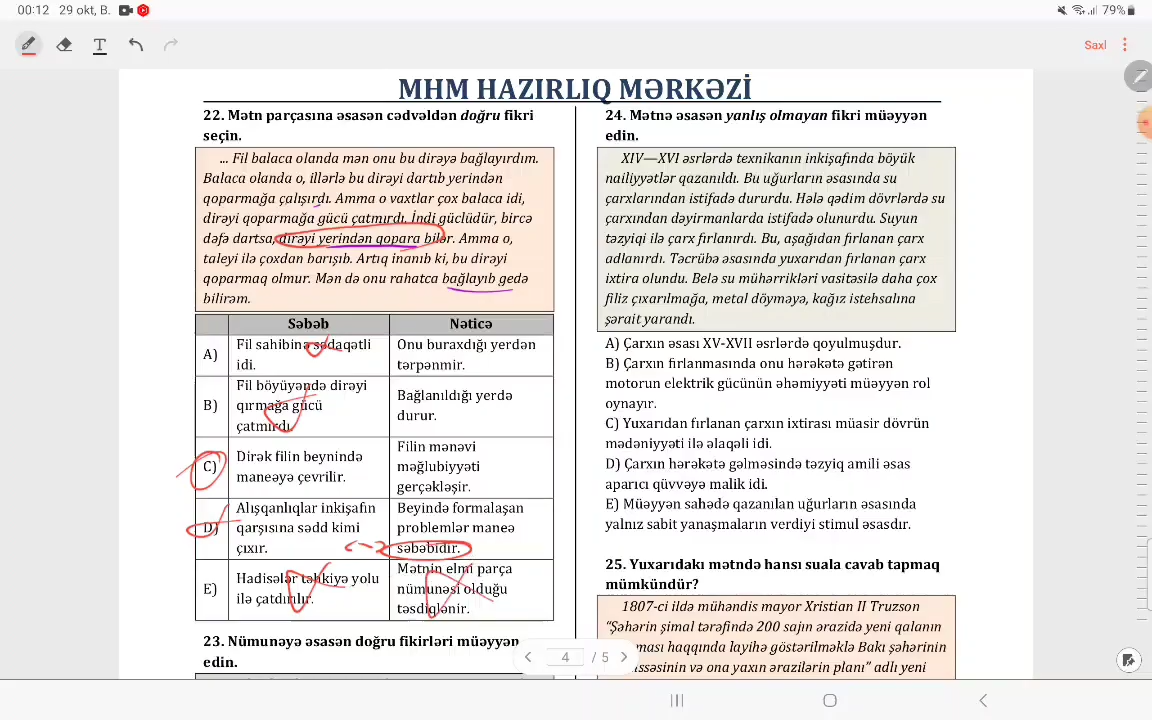 00:12 29 okt, B.
79%
T
Saxl
MHM HAZIRLIQ MƏRKƏZİ
22. Mətn parçasına əsasən cədvəldən doğru fikri
seçin.
... Fil balaca olanda mən onu bu dirəyə bağlayırdım.
Balaca olanda o, illərlə bu dirəyi dartıb yerindən
qoparmağa çalışırdı. Amma o vaxtlar çox balaca idi,
dirəyi qoparmağa gücü çatmırdı. İndi güclüdür, bircə
dəfə dartsa, dirəyi yerindən qopara bilər. Amma o,
taleyi ilə çoxdan barışıb. Artıq inanıb ki, bu dirəyi
qoparmaq olmur. Mən də onu rahatca bağlayıb gedə
bilirəm.
Səbəb Nəticə
A) Fil sahibinə sədaqətli
idi.
Onu buraxdığı yerdən
tərpənmir.
B) Fil böyüyəndə dirəyi
qırmağa gücü
çatmırdı.
Bağlanıldığı yerdə
durur.
C) Dirək filin beynində
maneəyə çevrilir.
Filin mənəvi
məğlubiyyəti
gerçəkləşir.
D) Alışqanlıqlar inkişafın
qarşısına sədd kimi
çıxır.
Beyində formalaşan
problemlər maneə
səbəbidir.
E) Hadisələr təhkiyə yolu
ilə çatdırılır.
Mətnin elmi parça
nümunəsi olduğu
təsdiqlənir.
23. Nümunəyə əsasən doğru fikirləri müəyyən
edin.
24. Mətnə əsasən yanlış olmayan fikri müəyyən
edin.
XIV—XVI əsrlərdə texnikanın inkişafında böyük
nailiyyətlər qazanıldı. Bu uğurların əsasında su
çarxlarından istifadə dururdu. Hələ qədim dövrlərdə su
çarxından dəyirmanlarda istifadə olunurdu. Suyun
təzyiqi ilə çarx fırlanırdı. Bu, aşağıdan fırlanan çarx
adlanırdı. Təcrübə əsasında yuxarıdan fırlanan çarx
ixtira olundu. Belə su mühərrikləri vasitəsilə daha çox
filiz çıxarılmağa, metal döyməyə, kağız istehsalına
şərait yarandı.
A) Çarxın əsası XV-XVII əsrlərdə qoyulmuşdur.
B) Çarxın fırlanmasında onu hərəkətə gətirən
motorun elektrik gücünün əhəmiyyəti müəyyən rol
oynayır.
C) Yuxarıdan fırlanan çarxın ixtirası müasir dövrün
mədəniyyəti ilə əlaqəli idi.
D) Çarxın hərəkətə gəlməsində təzyiq amili əsas
aparıcı qüvvəyə malik idi.
E) Müəyyən sahədə qazanılan uğurların əsasında
yalnız sabit yanaşmaların verdiyi stimul əsasdır.
25. Yuxarıdakı mətndə hansı suala cavab tapmaq
mümkündür?
1807-ci ildə mühəndis mayor Xristian II Truzson
"Şəhərin şimal tərəfində 200 sajın ərazidə yeni qalanın
ması haqqında layihə göstərilməklə Bakı şəhərinin
ssəsinin və ona yaxın ərazilərin planı" adlı yeni
4 / 5